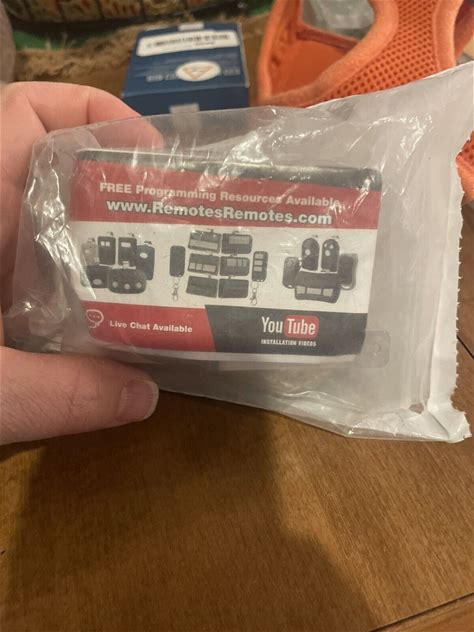 FREE Programming Resources Available
www.RemotesRemotes.com
Live Chat Available
YouTube
INSTALLATION VIDEOS